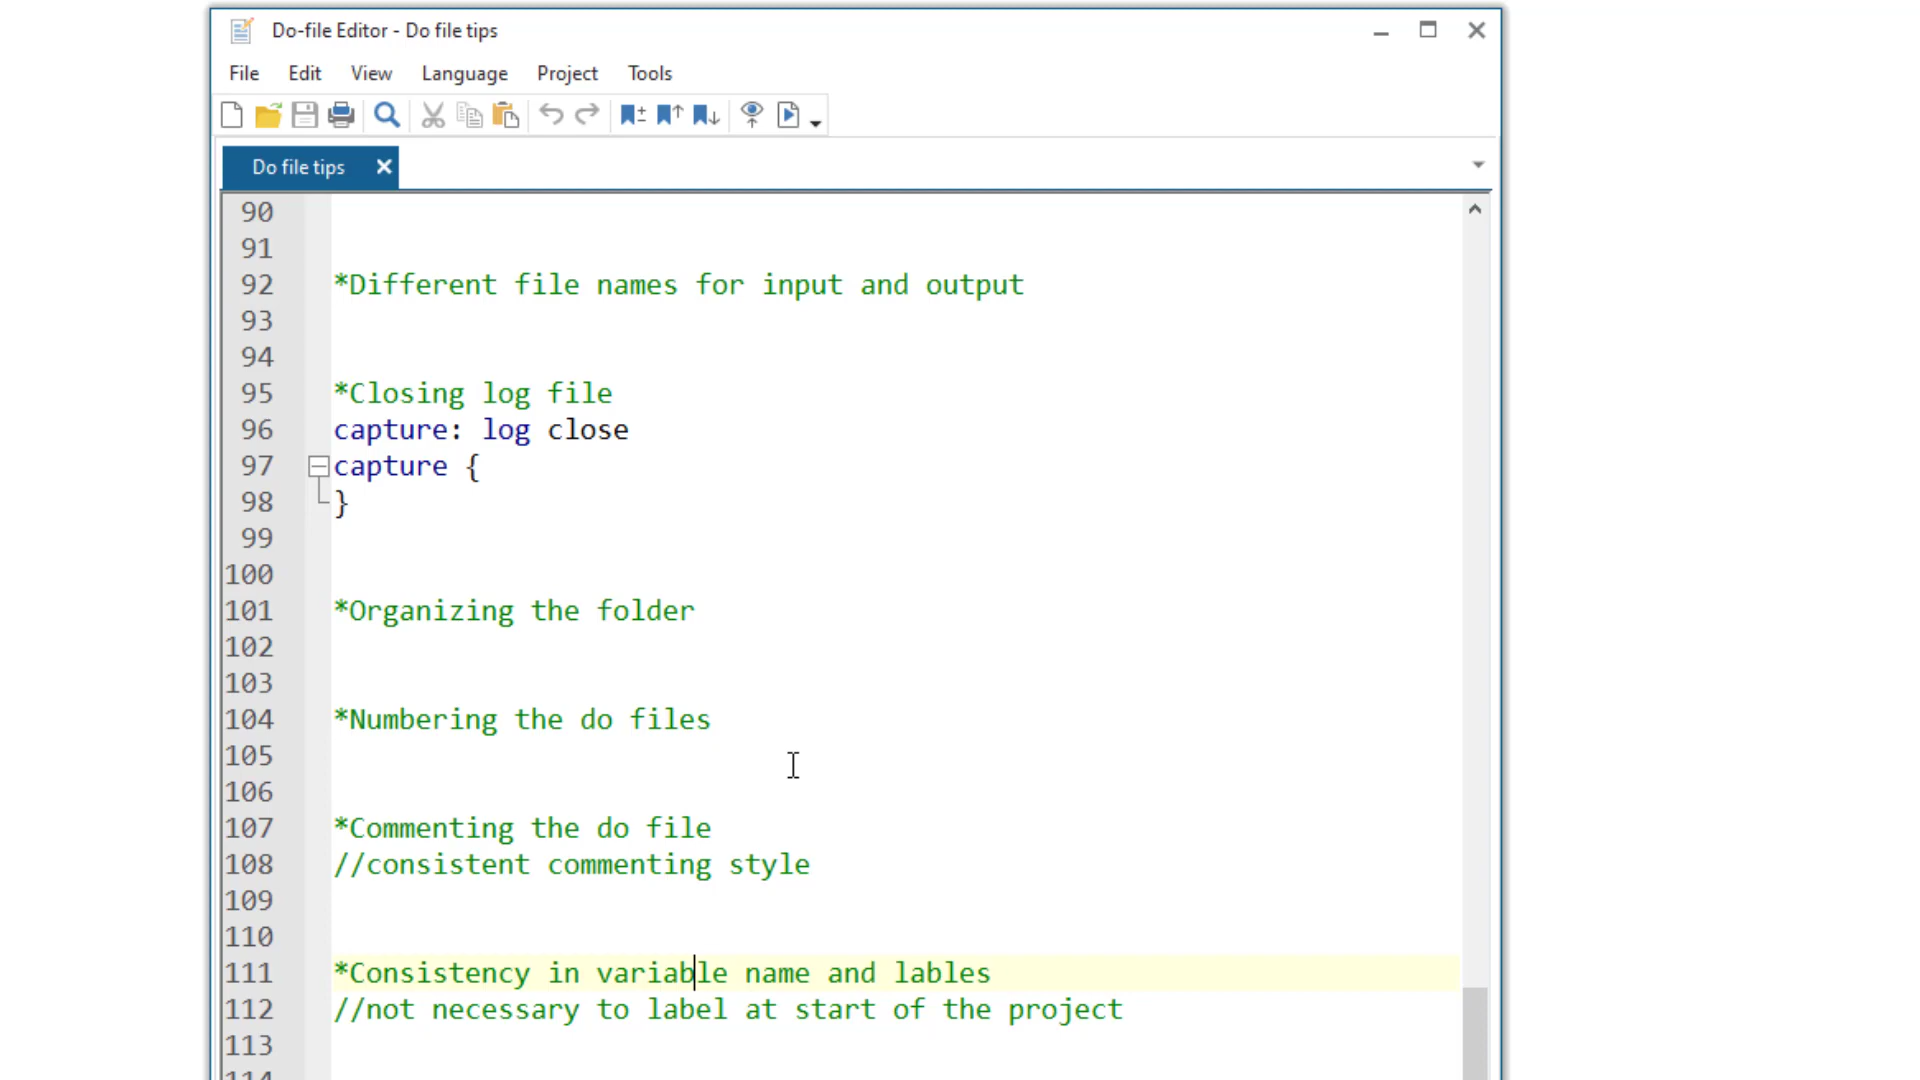 Do-file Editor - Do file tips
File Edit View Language Project Tools
Do file tips
90
91
92 *Different file names for input and output
93
94
95 *Closing log file
96 capture: log close
97 capture {
98 }
99
100
101 *Organizing the folder
102
103
104 *Numbering the do files
105
106
107 *Commenting the do file
108 //consistent commenting style
109
110
111 *Consistency in variable name and lables
112 //not necessary to label at start of the project
113
114